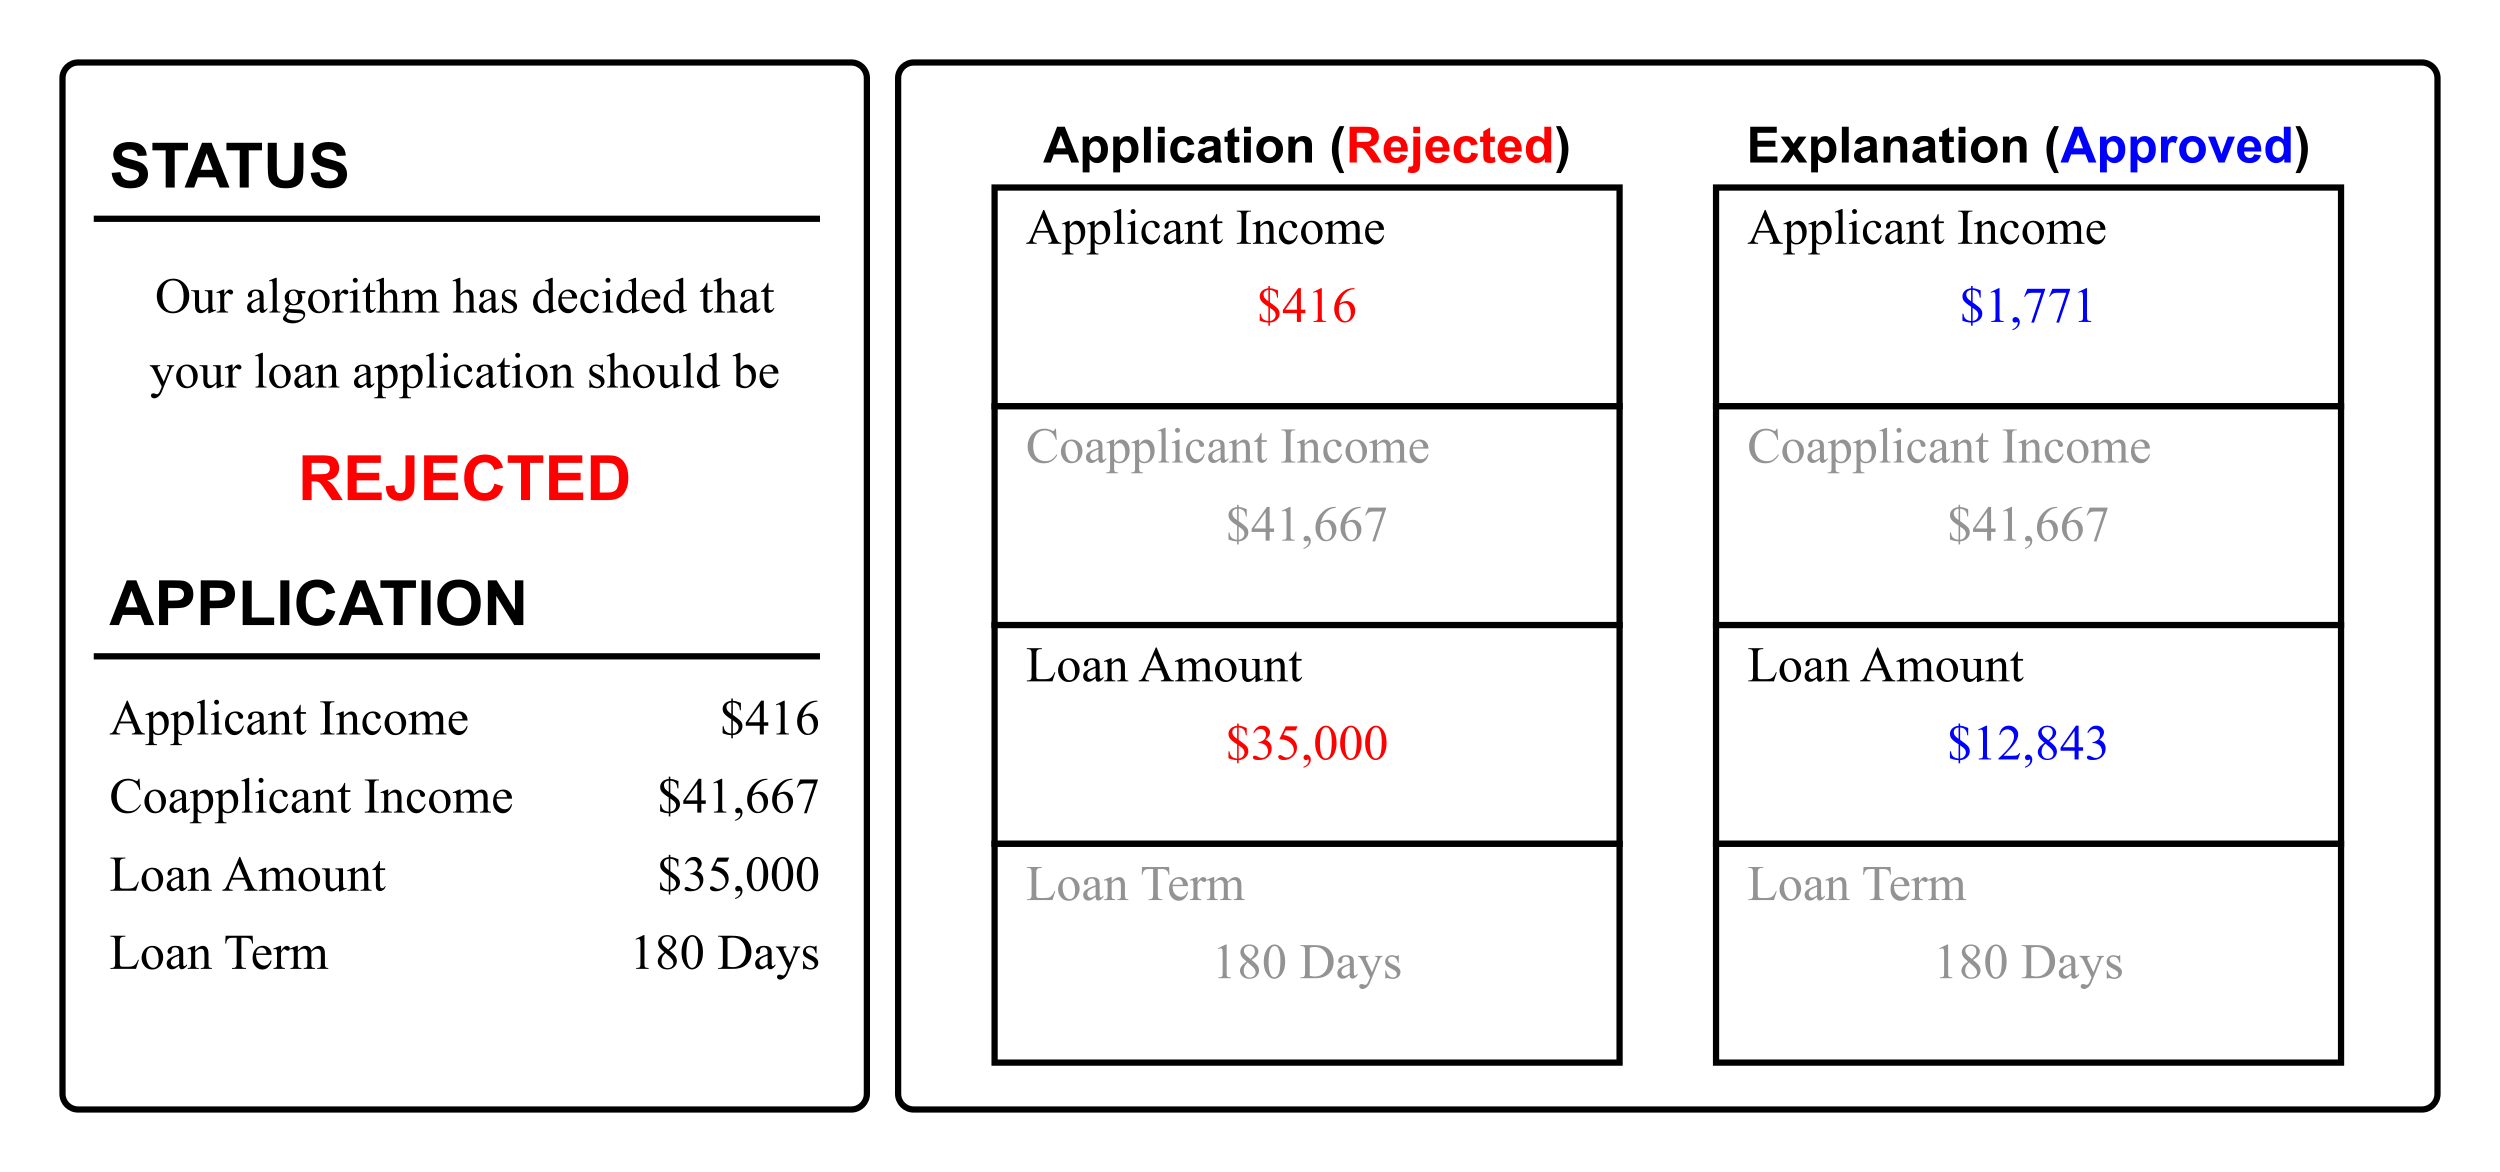 STATUS
Our algorithm has decided that
your loan application should be
REJECTED
APPLICATION
Applicant Income $416
Coapplicant Income $41,667
Loan Amount $35,000
Loan Term 180 Days
Application (Rejected)
Applicant Income
$416
Coapplicant Income
$41,667
Loan Amount
$35,000
Loan Term
180 Days
Explanation (Approved)
Applicant Income
$1,771
Coapplicant Income
$41,667
Loan Amount
$12,843
Loan Term
180 Days